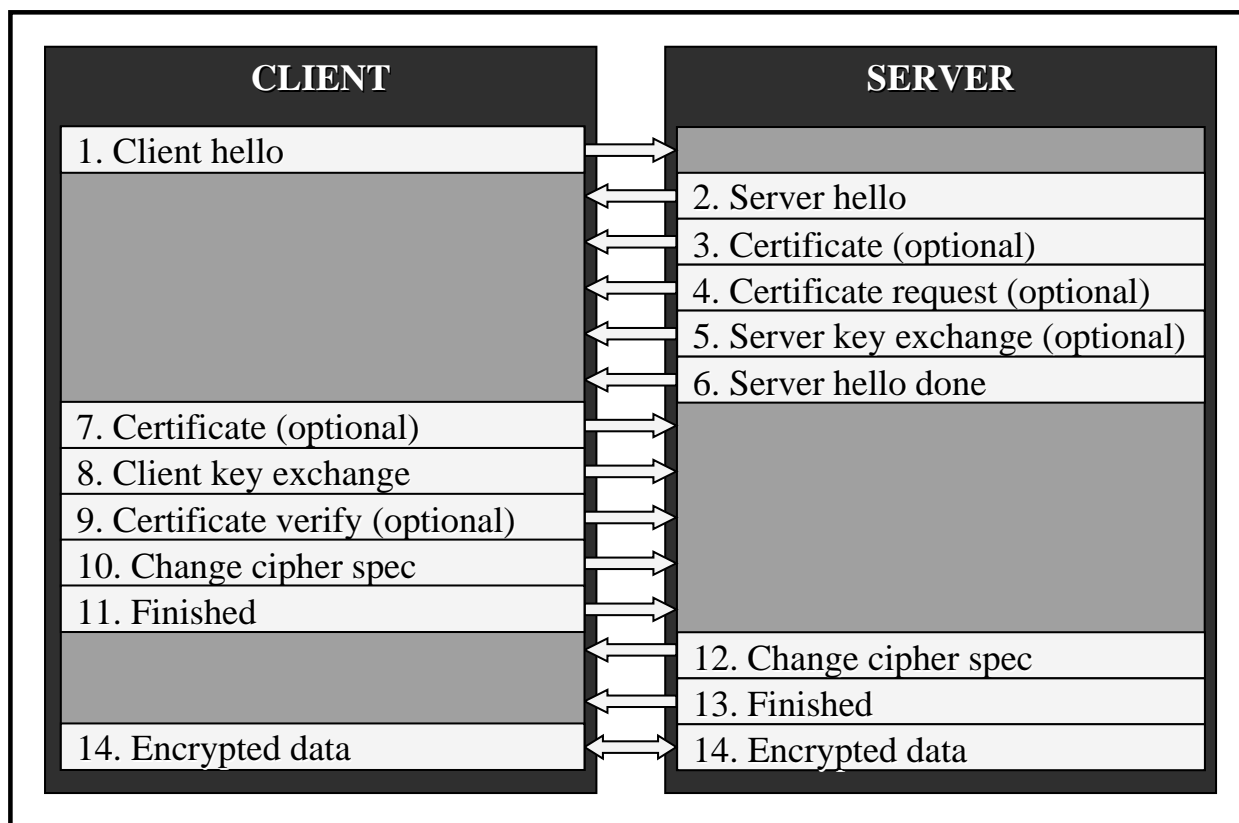 CLIENT
SERVER
1. Client hello
2. Server hello
3. Certificate (optional)
4. Certificate request (optional)
5. Server key exchange (optional)
6. Server hello done
7. Certificate (optional)
8. Client key exchange
9. Certificate verify (optional)
10. Change cipher spec
11. Finished
12. Change cipher spec
13. Finished
14. Encrypted data
14. Encrypted data